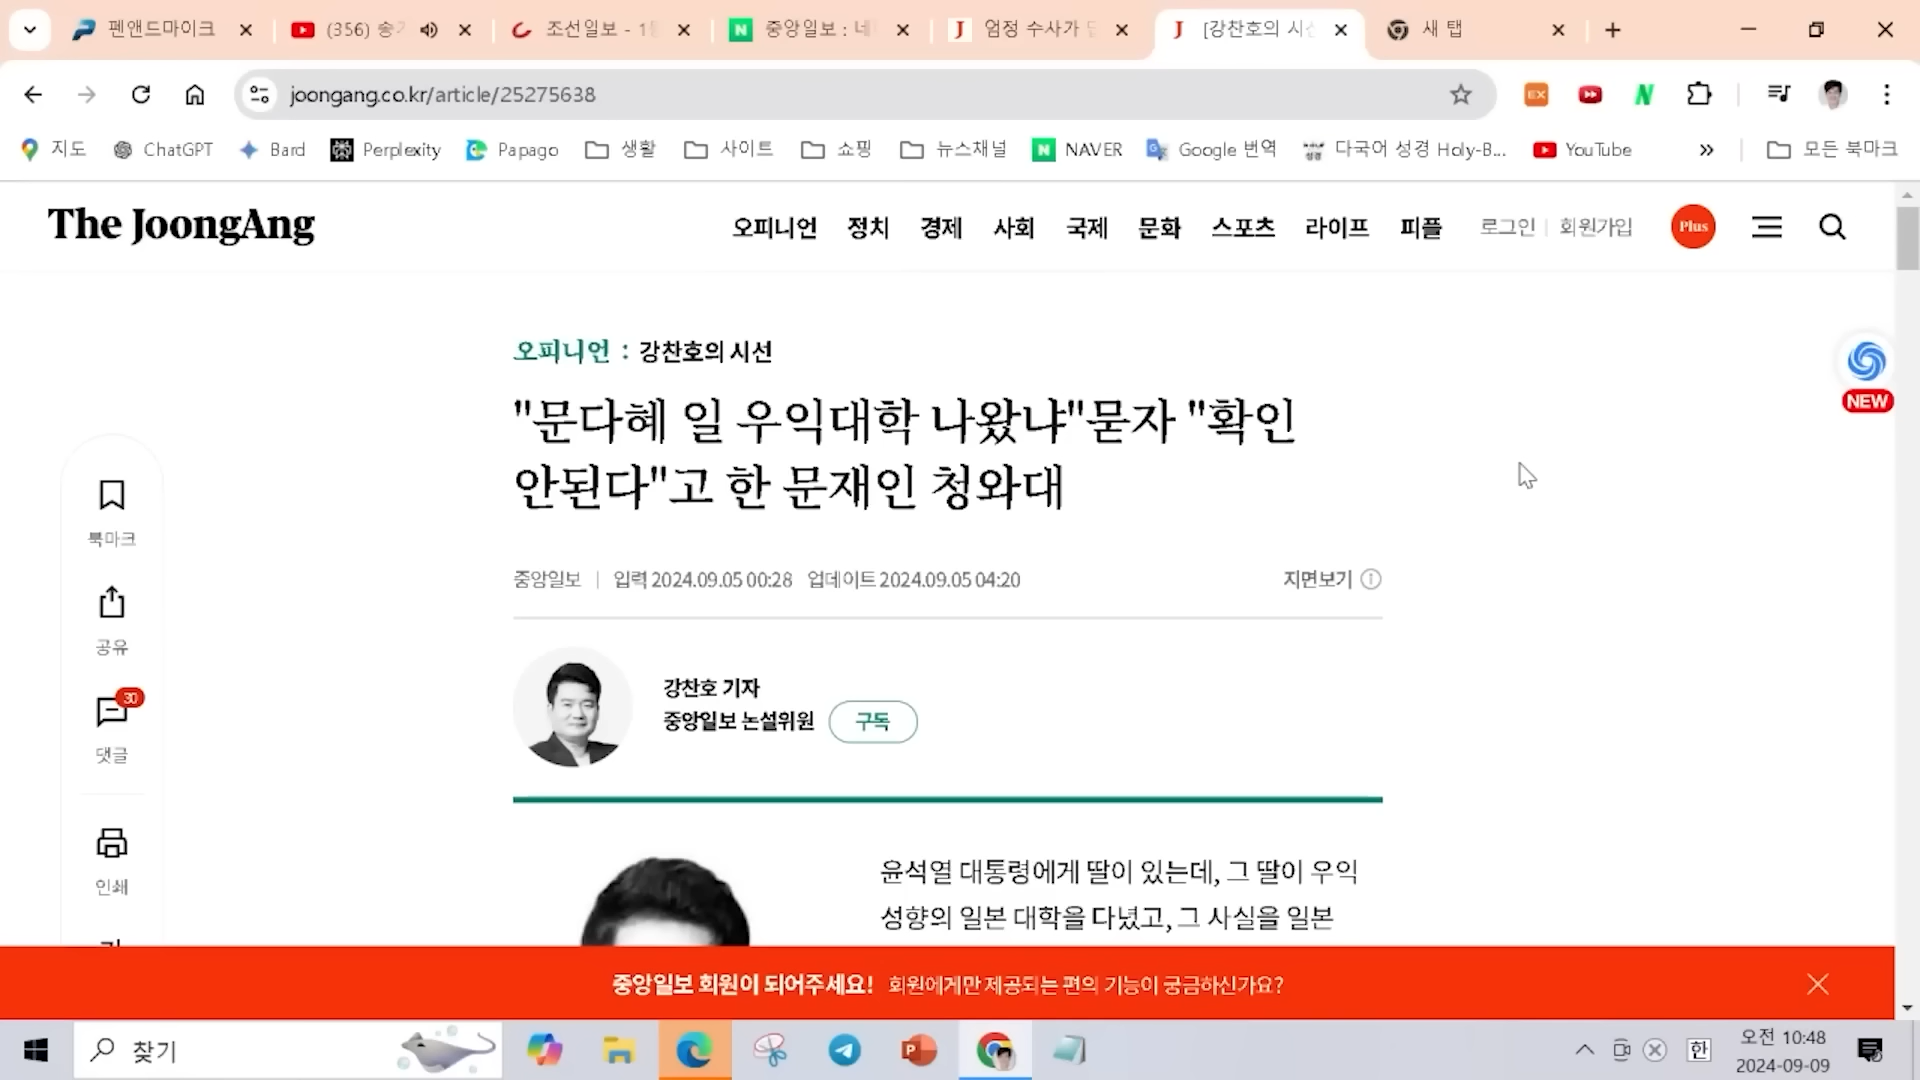 펜앤드마이크
(356) 송
조선일보 - 1
중앙일보 : 네
엄정 수사가
[강찬호의 시
새 탭
joongang.co.kr/article/25275638
지도
ChatGPT
Bard
Perplexity
Papago
생활
사이트
쇼핑
뉴스채널
NAVER
Google 번역
다국어 성경 Holy-B...
YouTube
모든 북마크
The JoongAng
오피니언 정치 경제 사회 국제 문화 스포츠 라이프 피플
로그인 | 회원가입
Plus
NEW
오피니언 : 강찬호의 시선
"문다혜 일 우익대학 나왔냐"묻자 "확인
안된다"고 한 문재인 청와대
중앙일보 | 입력 2024.09.05 00:28 업데이트 2024.09.05 04:20
지면보기
북마크
공유
30
댓글
인쇄
강찬호 기자
중앙일보 논설위원
구독
윤석열 대통령에게 딸이 있는데, 그 딸이 우익
성향의 일본 대학을 다녔고, 그 사실을 일본
중앙일보 회원이 되어주세요! 회원에게만 제공되는 편의 기능이 궁금하신가요?
찾기
한
오전 10:48
2024-09-09